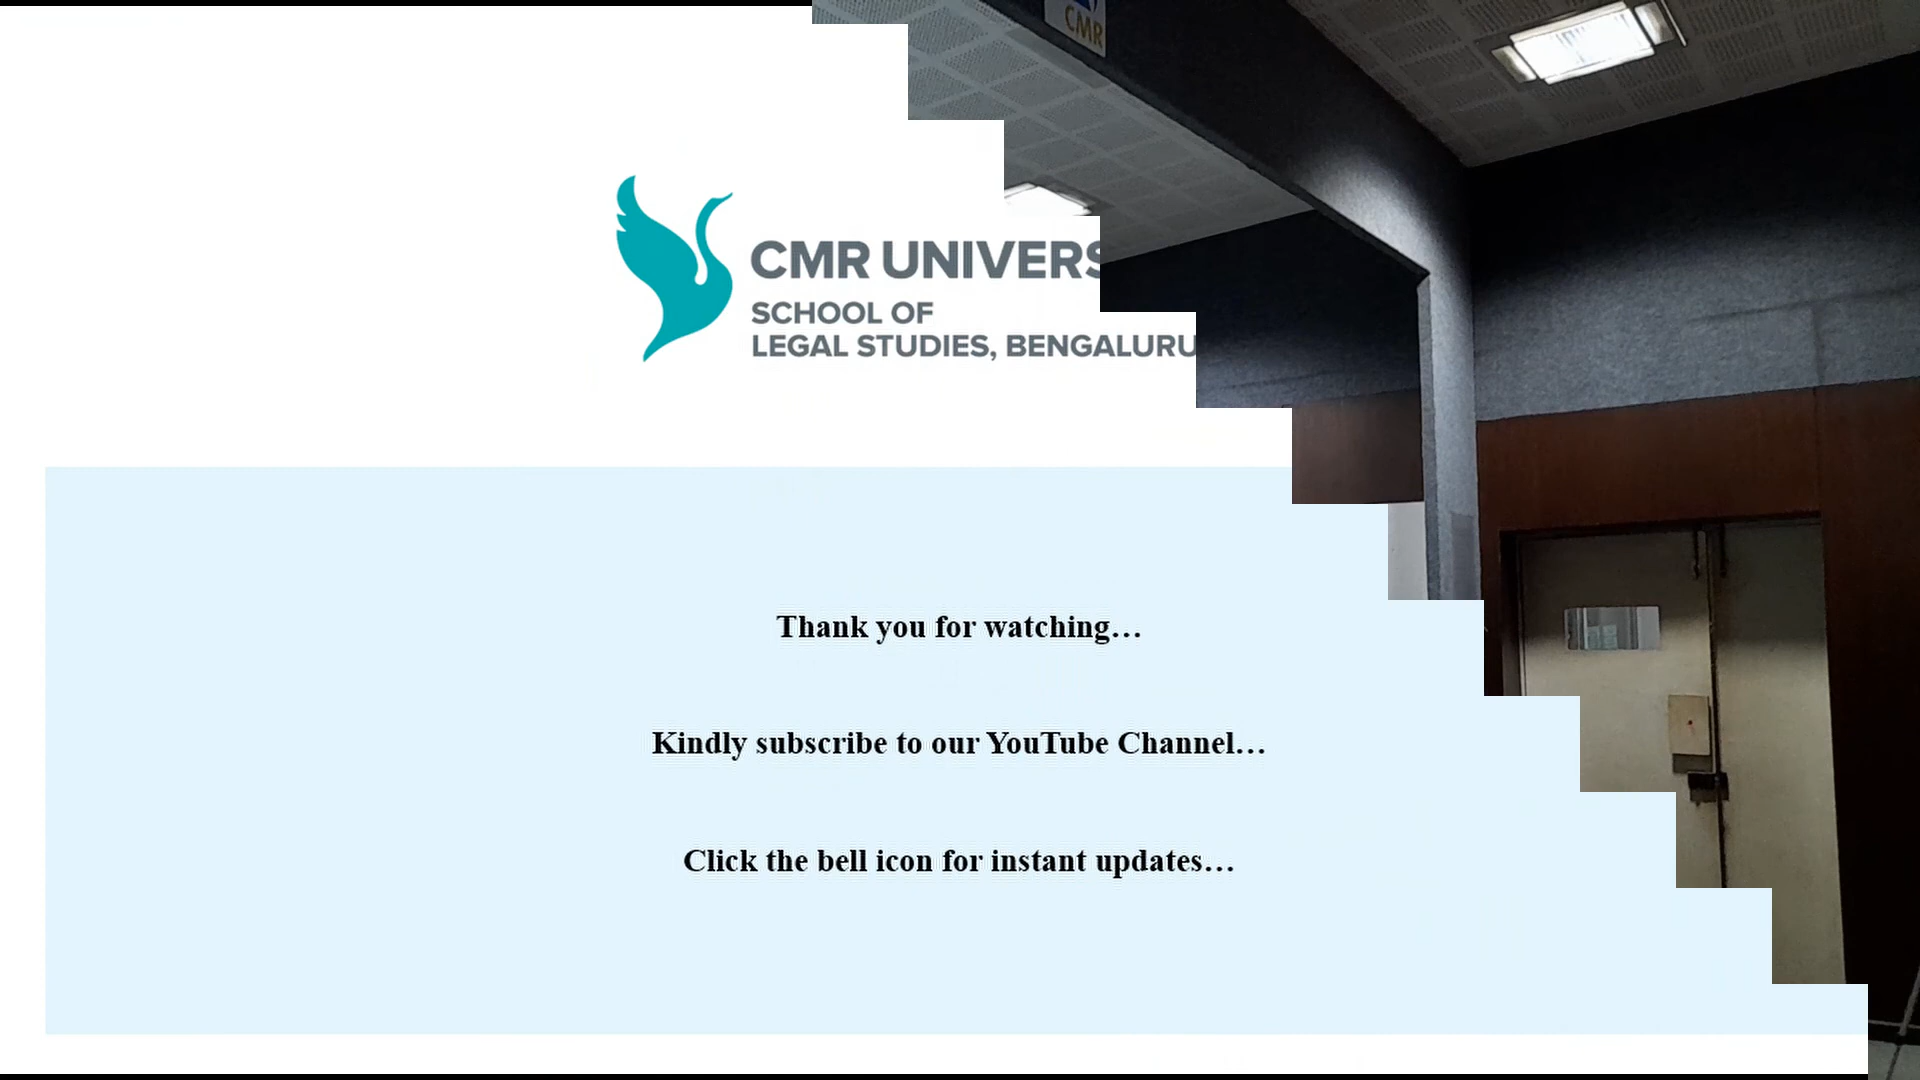 CMR
CMR UNIVERS
SCHOOL OF
LEGAL STUDIES, BENGALURU
Thank you for watching...
Kindly subscribe to our YouTube Channel...
Click the bell icon for instant updates...